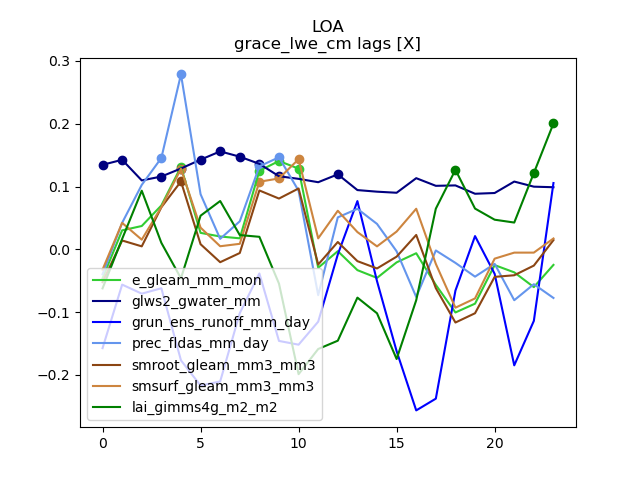 LOA
grace_lwe_cm lags [X]
0.3
0.2
0.1
0.0
−0.1
−0.2
e_gleam_mm_mon
glws2_gwater_mm
grun_ens_runoff_mm_day
prec_fldas_mm_day
smroot_gleam_mm3_mm3
smsurf_gleam_mm3_mm3
lai_gimms4g_m2_m2
0 5 10 15 20